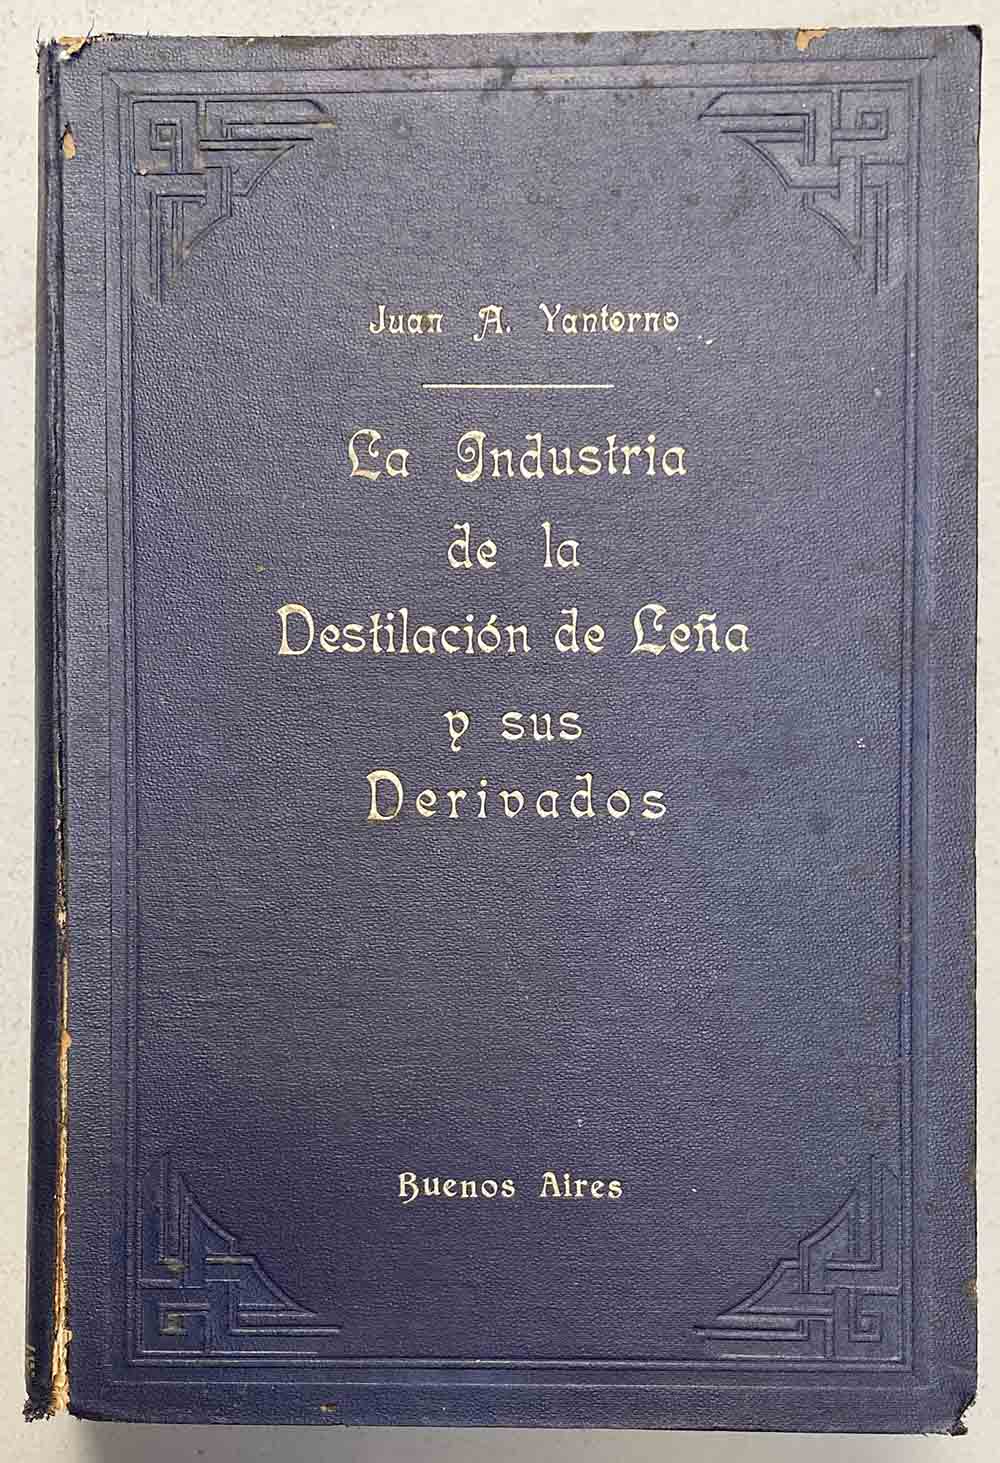 Juan A. Yantorno
La Industria
de la
Destilación de Leña
y sus
Derivados
Buenos Aires